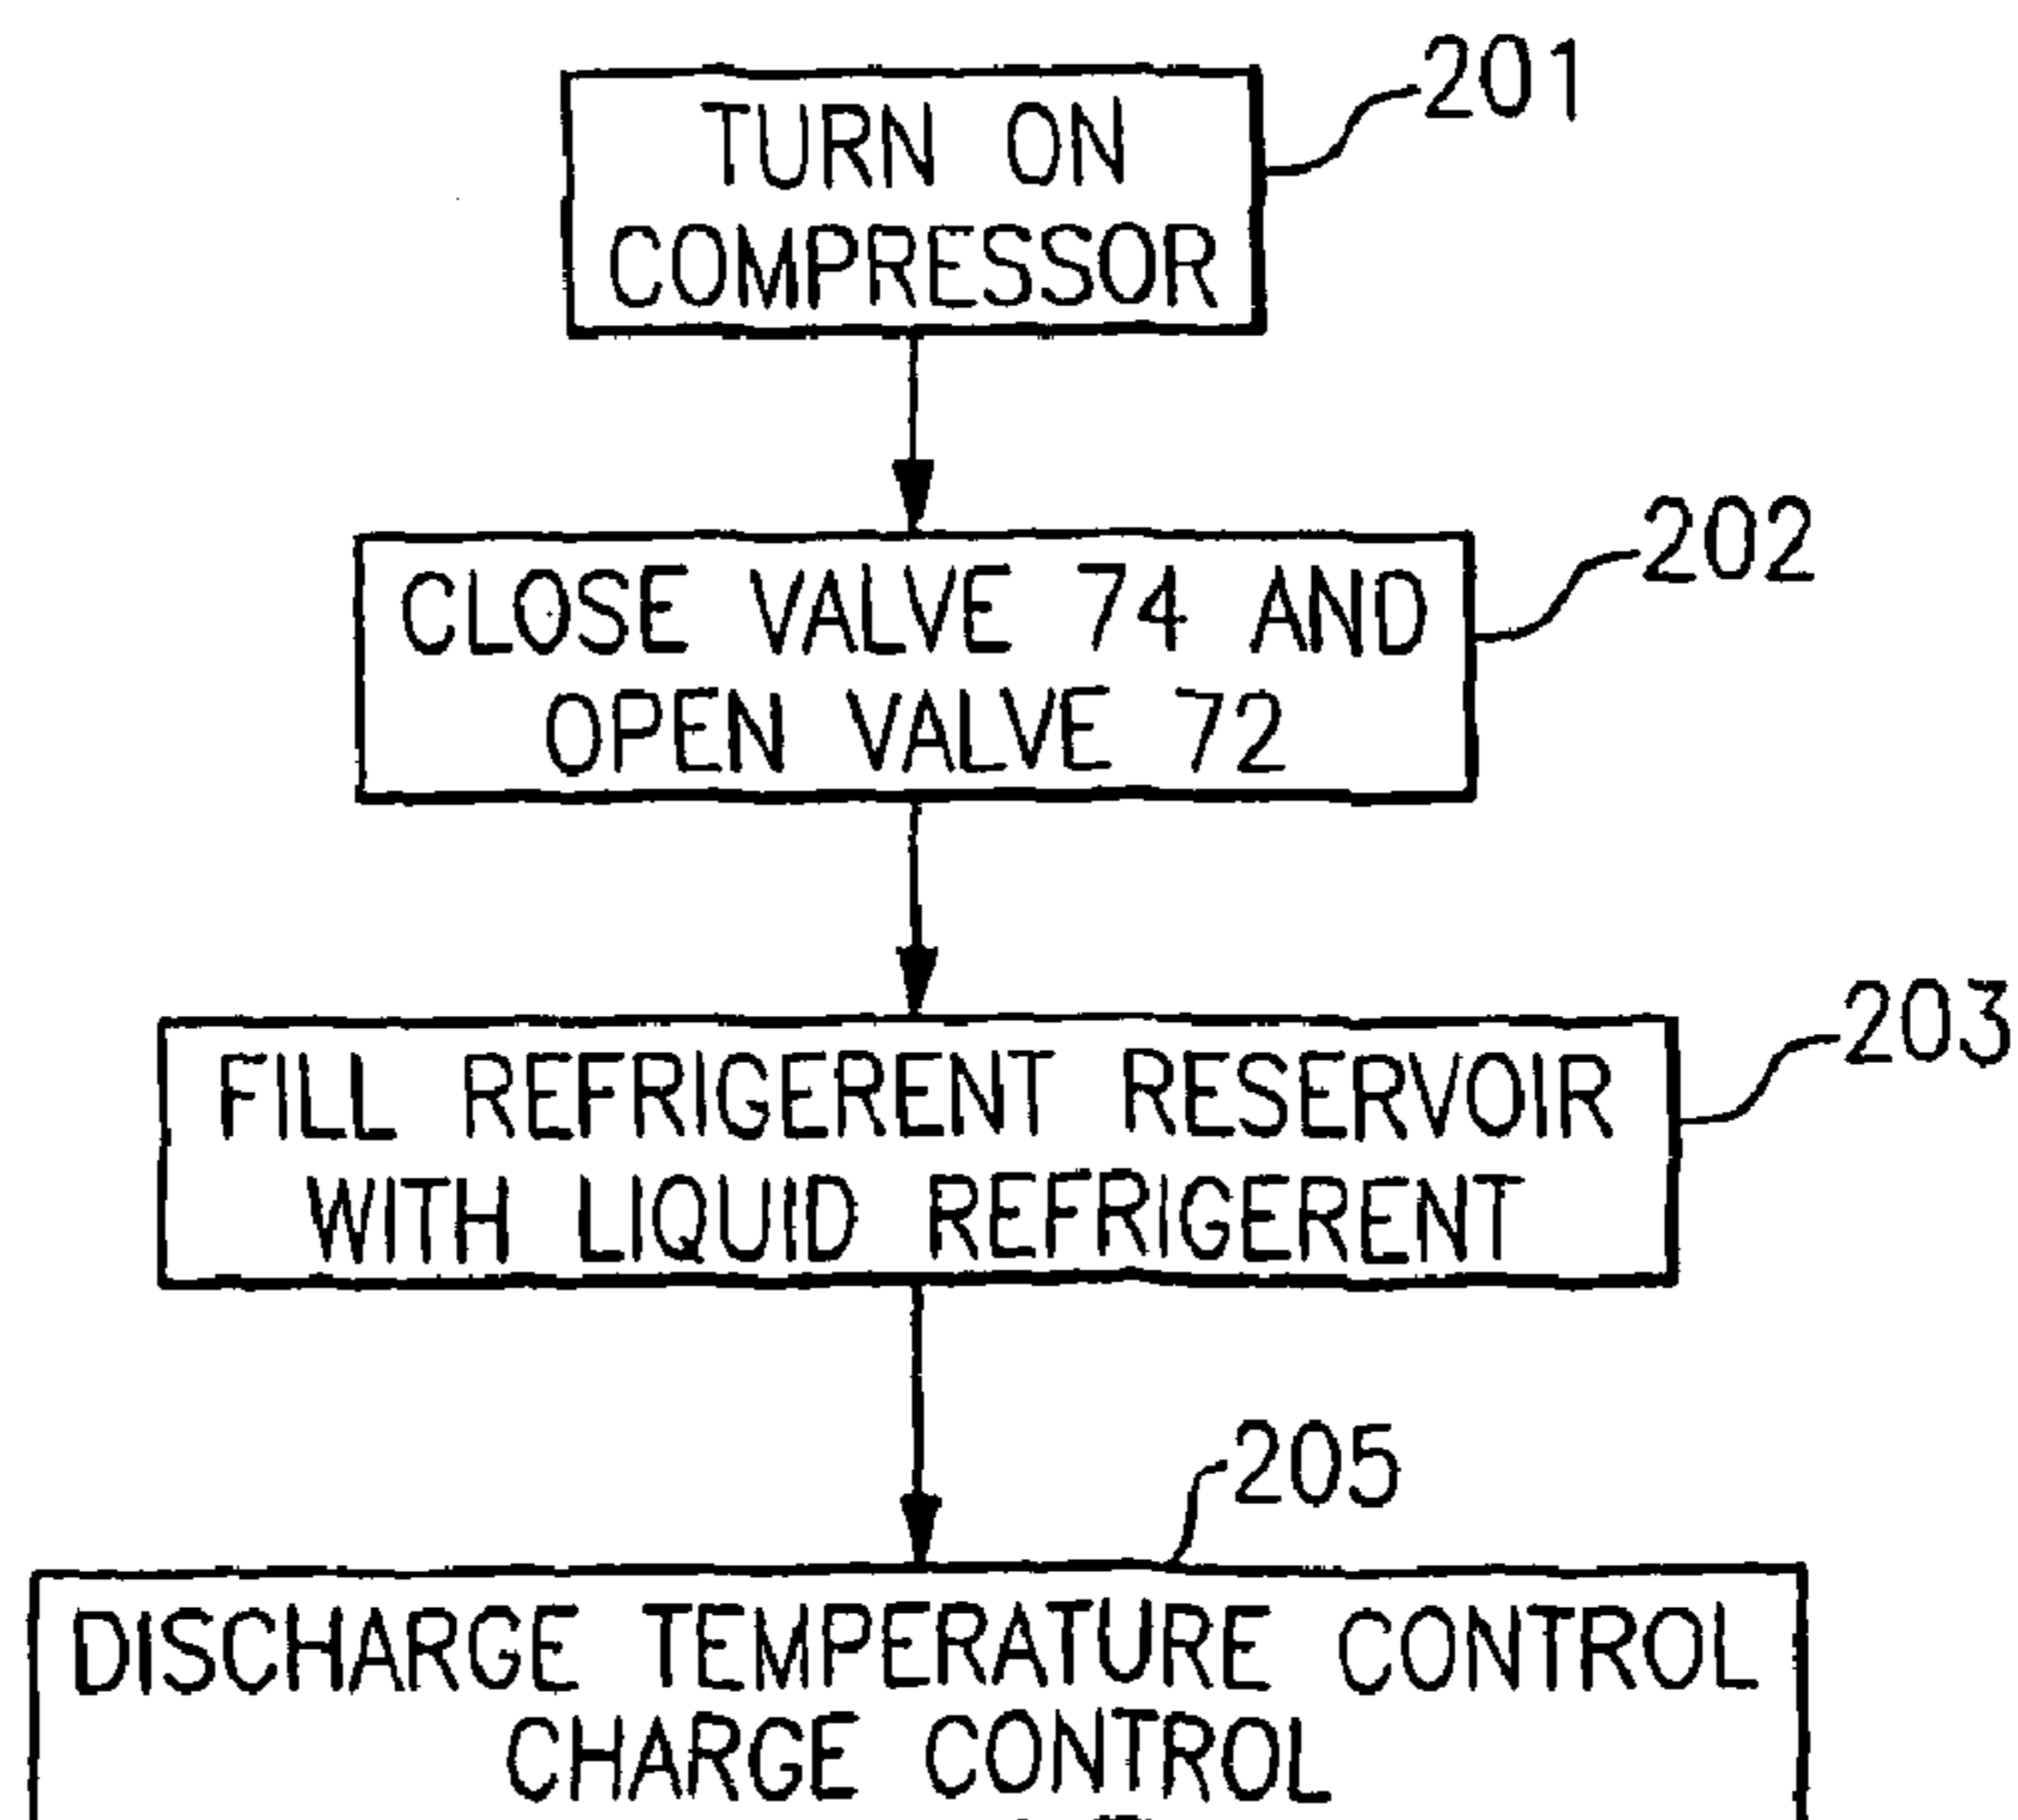 201
TURN ON
COMPRESSOR
202
CLOSE VALVE 74 AND
OPEN VALVE 72
203
FILL REFRIGERENT RESERVOIR
WITH LIQUID REFRIGERENT
205
DISCHARGE TEMPERATURE CONTROL
CHARGE CONTROL